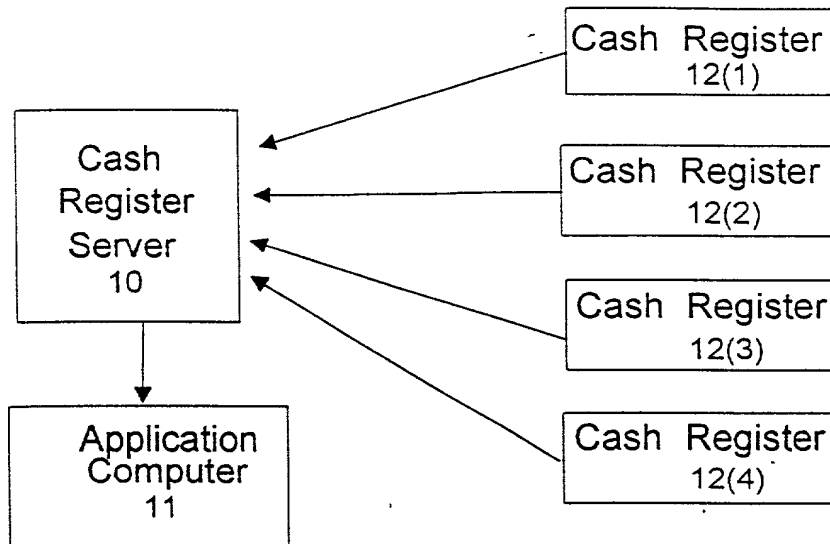 Cash Register
12(1)
Cash
Register
Server
10
Cash Register
12(2)
Cash Register
12(3)
Application
Computer
11
Cash Register
12(4)